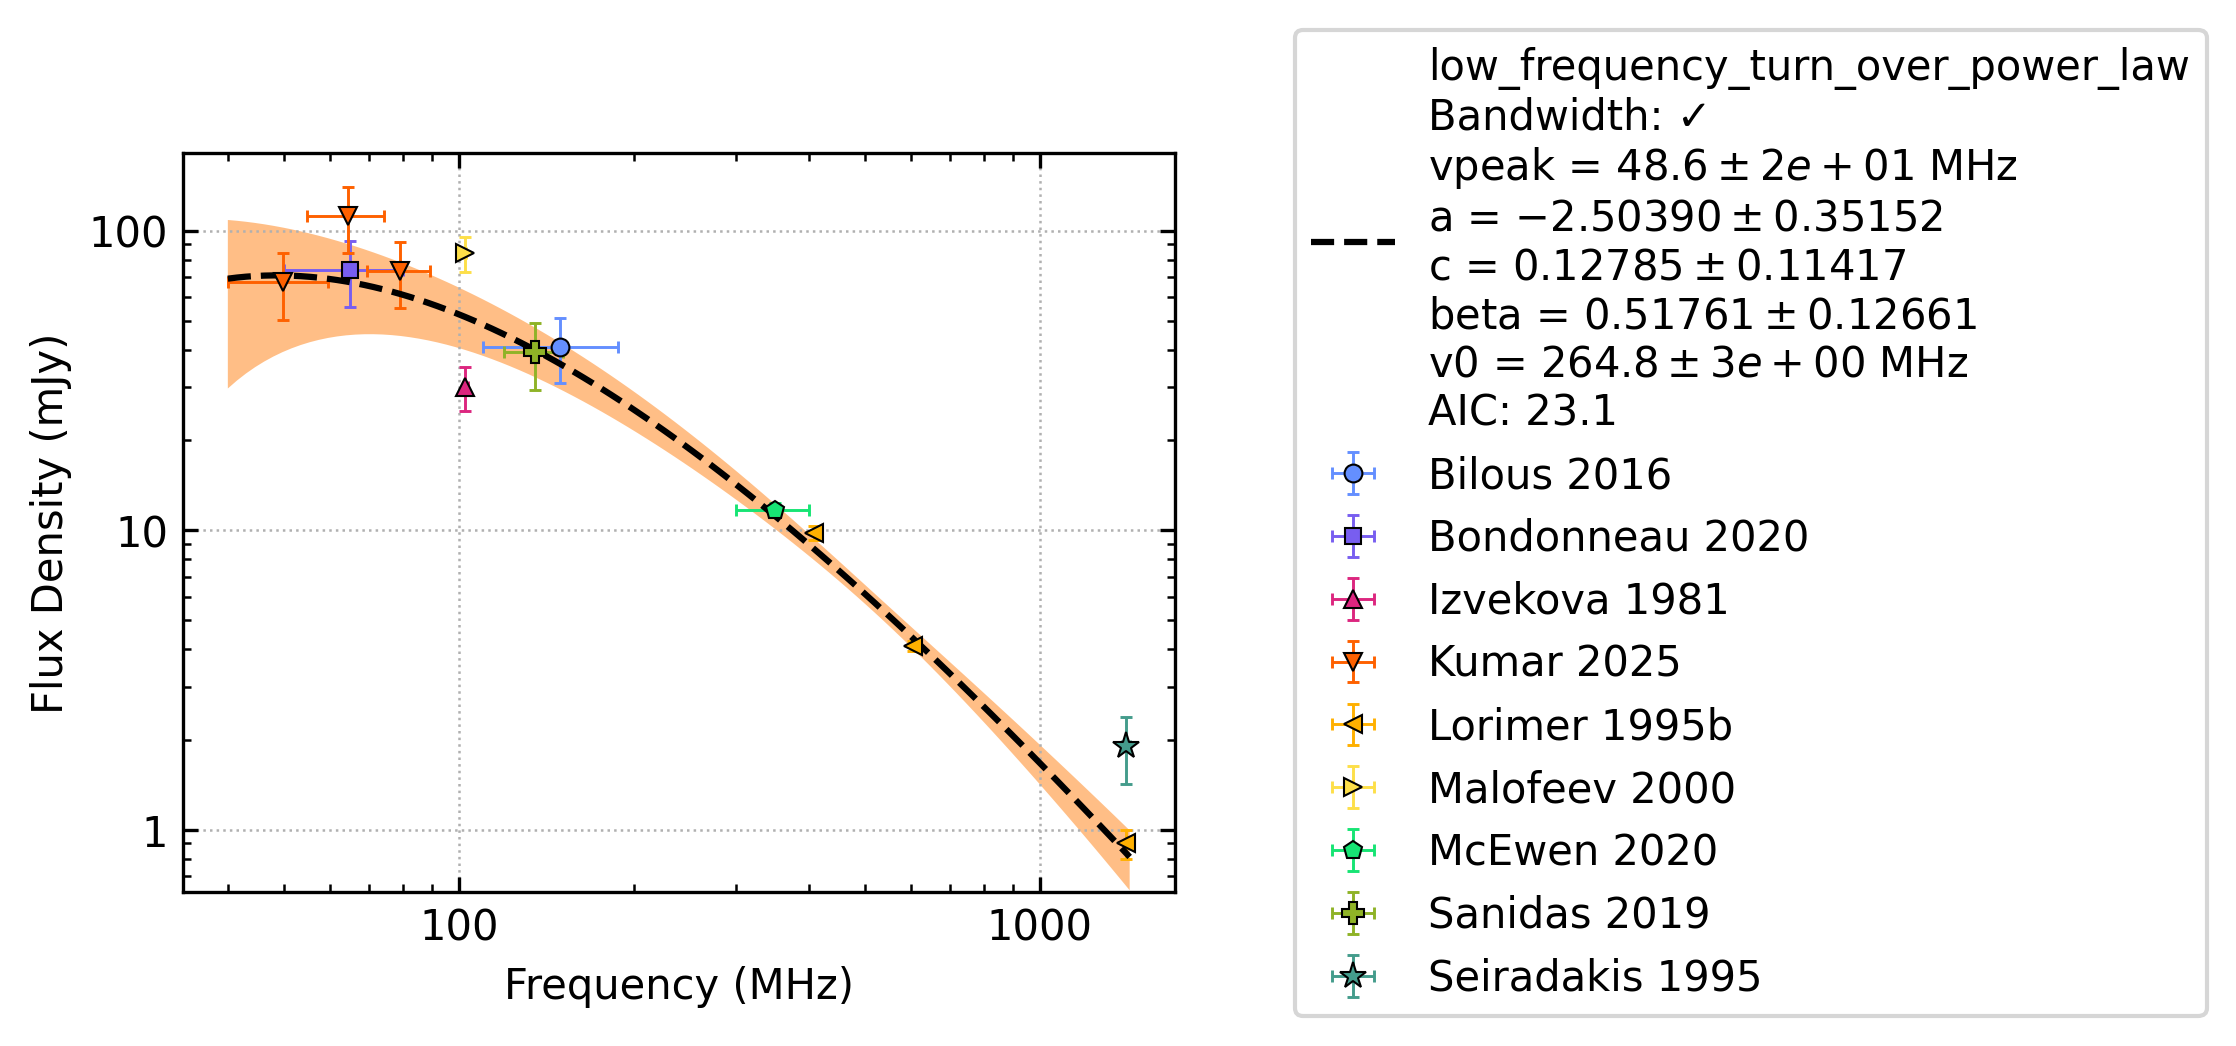 100
10
1
Flux Density (mJy)
100
1000
Frequency (MHz)
low_frequency_turn_over_power_law
Bandwidth: ✓
vpeak = 48.6 ± 2e + 01 MHz
a = −2.50390 ± 0.35152
c = 0.12785 ± 0.11417
beta = 0.51761 ± 0.12661
v0 = 264.8 ± 3e + 00 MHz
AIC: 23.1
Bilous 2016
Bondonneau 2020
Izvekova 1981
Kumar 2025
Lorimer 1995b
Malofeev 2000
McEwen 2020
Sanidas 2019
Seiradakis 1995